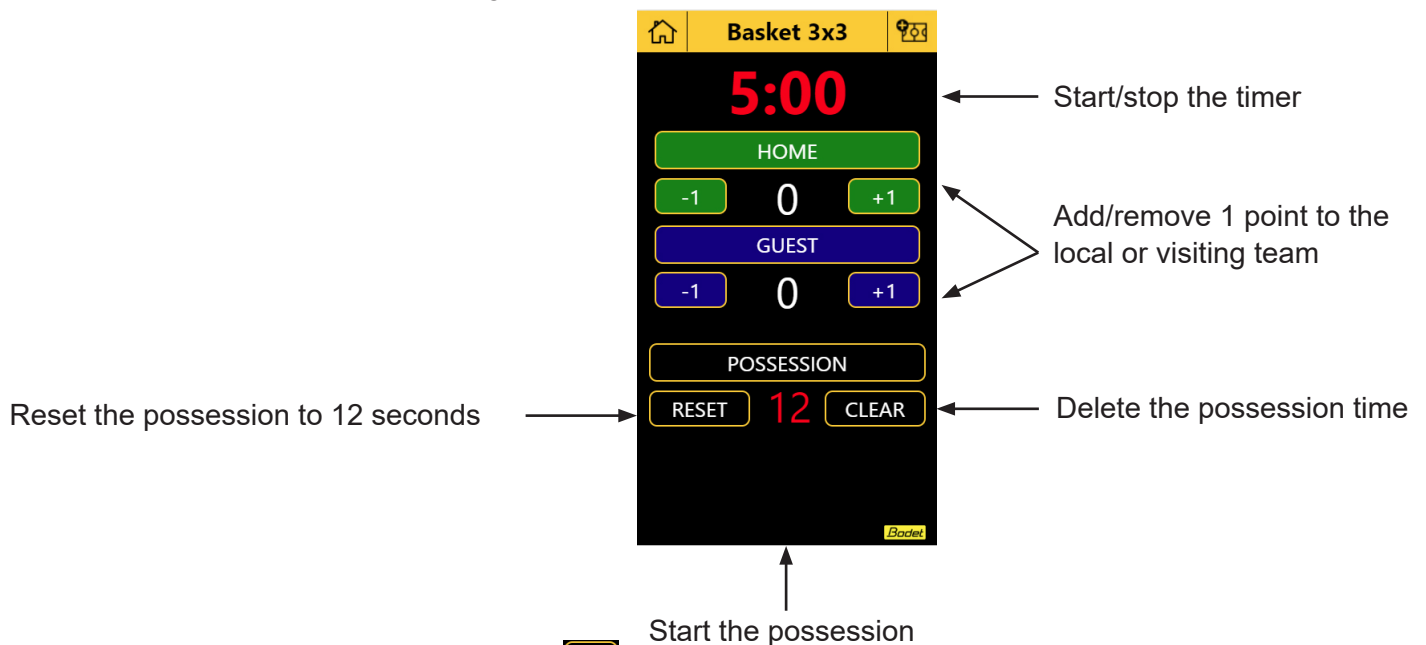 Basket 3x3
5:00
Start/stop the timer
HOME
-1 0 +1
Add/remove 1 point to the
local or visiting team
GUEST
-1 0 +1
POSSESSION
Reset the possession to 12 seconds
RESET 12 CLEAR
Delete the possession time
Bodet
Start the possession